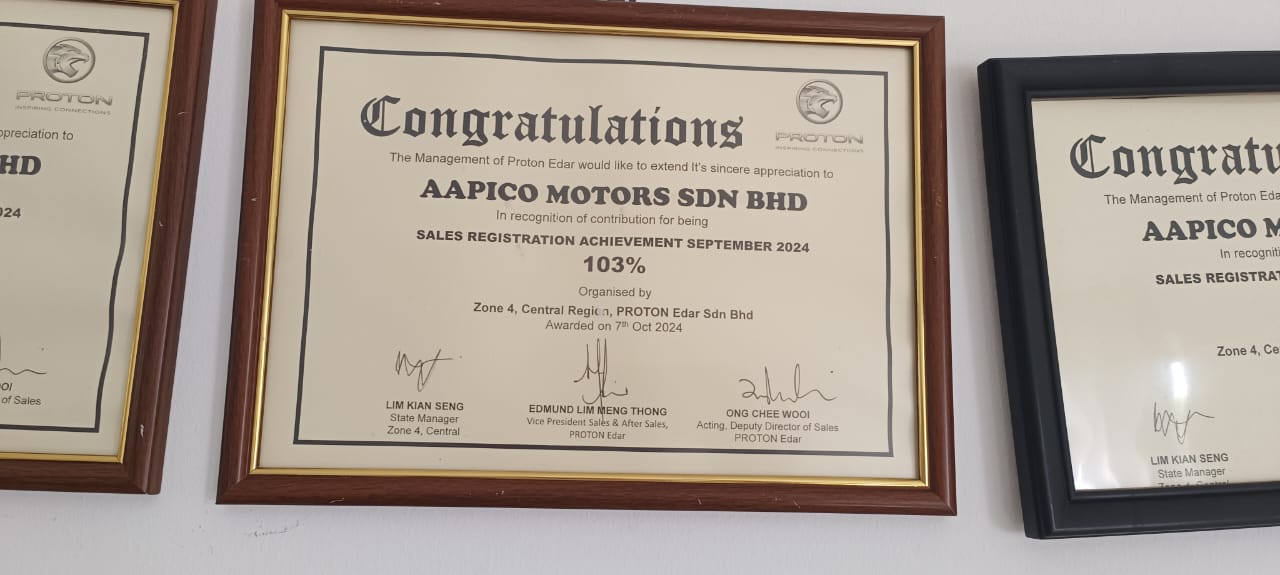 PROTON
INSPIRING CONNECTIONS
appreciation to
HD
024
OI
of Sales
Congratulations
PROTON
INSPIRING CONNECTIONS
The Management of Proton Edar would like to extend It's sincere appreciation to
AAPICO MOTORS SDN BHD
In recognition of contribution for being
SALES REGISTRATION ACHIEVEMENT SEPTEMBER 2024
103%
Organised by
Zone 4, Central Region, PROTON Edar Sdn Bhd
Awarded on 7th Oct 2024
LIM KIAN SENG
State Manager
Zone 4, Central
EDMUND LIM MENG THONG
Vice President Sales & After Sales,
PROTON Edar
ONG CHEE WOOI
Acting, Deputy Director of Sales
PROTON Edar
Congratu
The Management of Proton Eda
AAPICO M
In recogniti
SALES REGISTRAT
Zone 4, Ce
LIM KIAN SENG
State Manager
Zone 4, Central